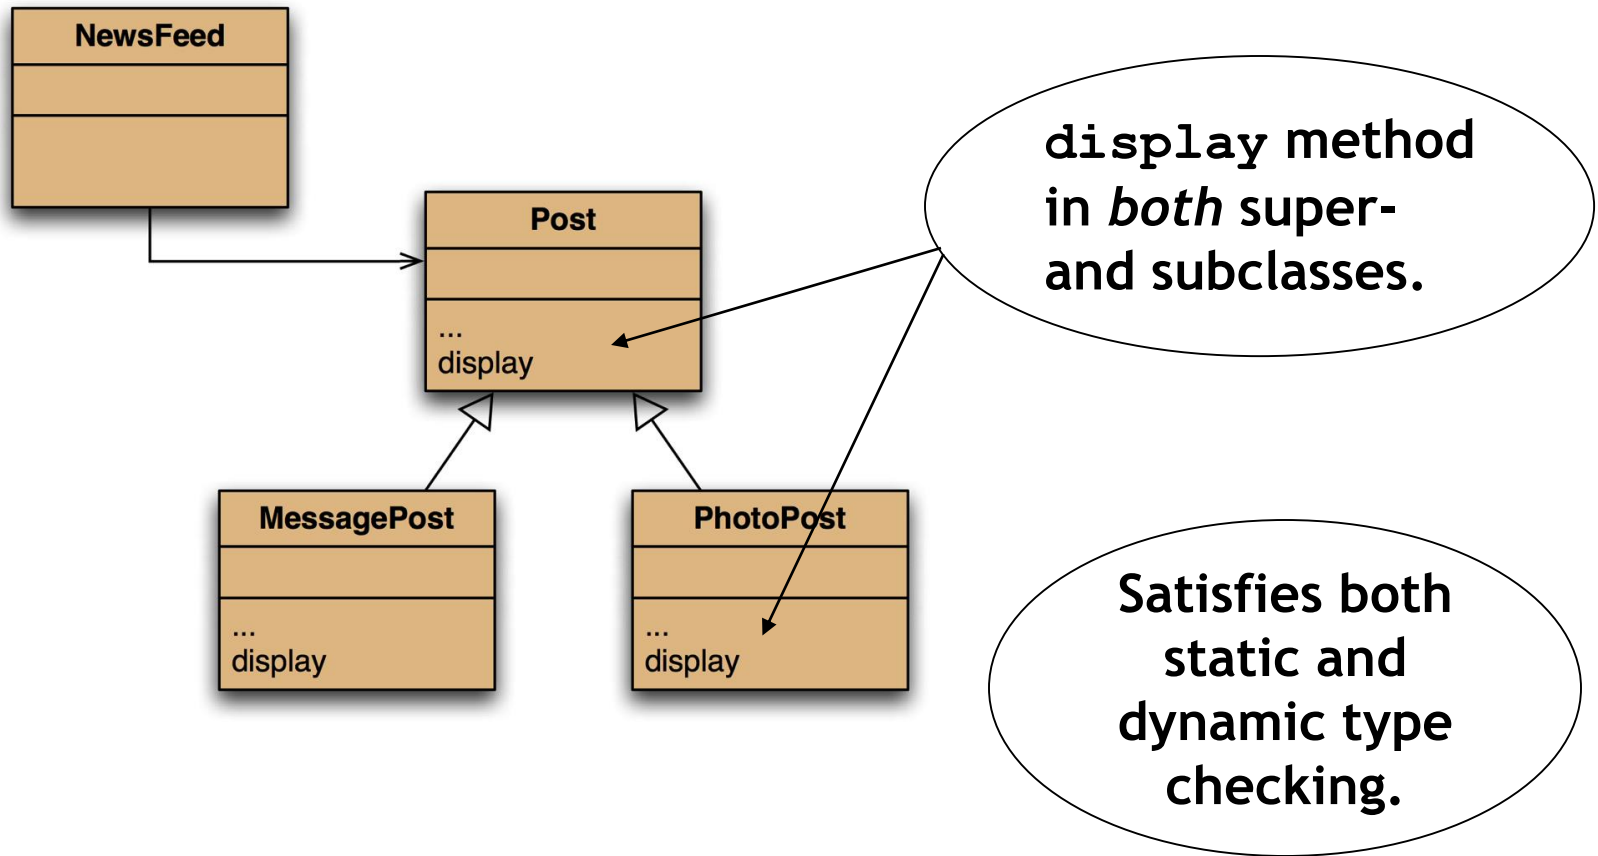 NewsFeed
Post
...
display
MessagePost
...
display
PhotoPost
...
display
display method
in both super-
and subclasses.
Satisfies both
static and
dynamic type
checking.